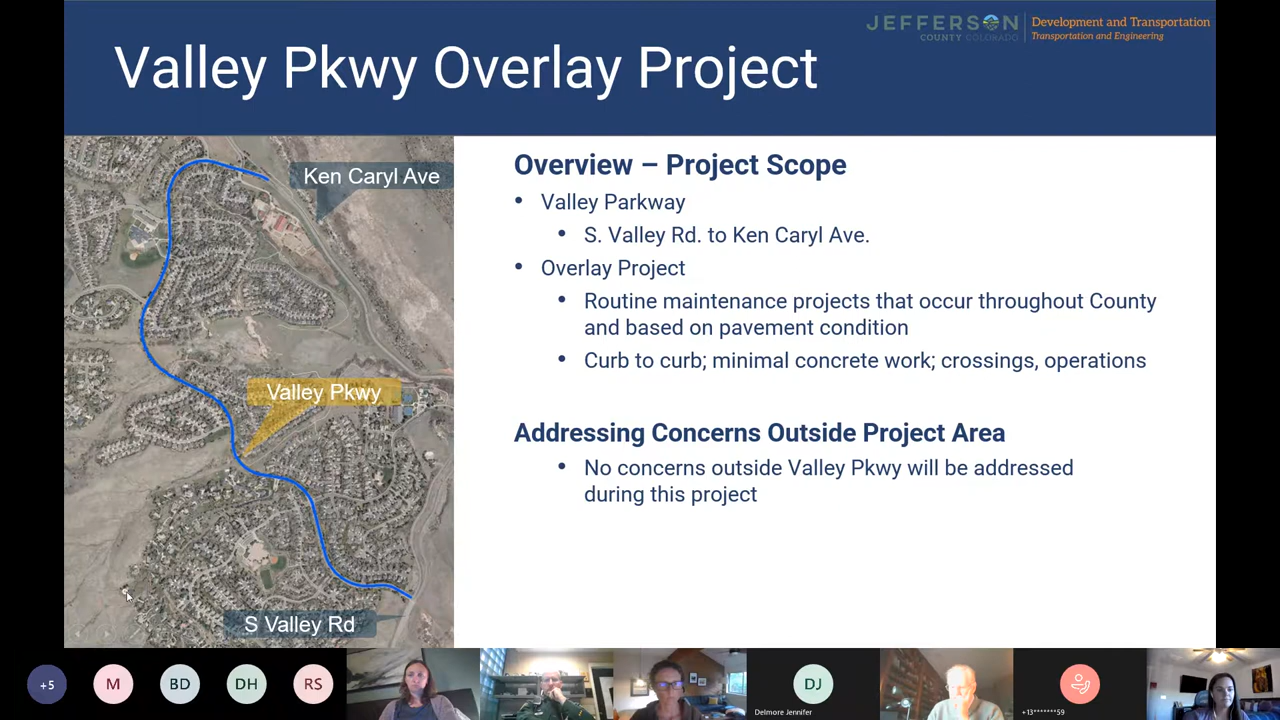 JEFFERSON
COUNTY COLORADO
Development and Transportation
Transportation and Engineering
Valley Pkwy Overlay Project
Ken Caryl Ave
Valley Pkwy
S Valley Rd
Overview – Project Scope
• Valley Parkway
• S. Valley Rd. to Ken Caryl Ave.
• Overlay Project
• Routine maintenance projects that occur throughout County
and based on pavement condition
• Curb to curb; minimal concrete work; crossings, operations
Addressing Concerns Outside Project Area
• No concerns outside Valley Pkwy will be addressed
during this project
+5
M
BD
DH
RS
DJ
Delmore Jennifer
+13*******59